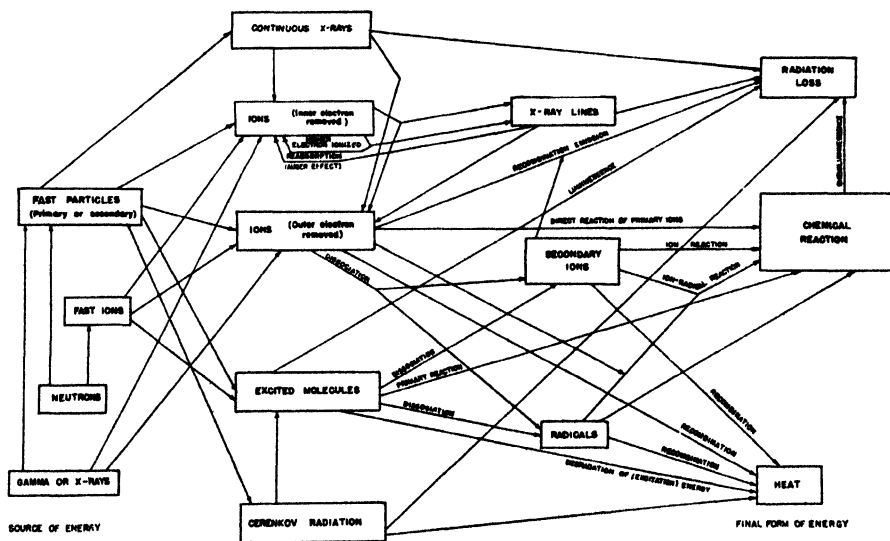 CONTINUOUS X-RAYS
RADIATION
LOSS
IONS (Inner electron
removed)
X-RAY LINES
ELECTRON IONIZED
REABSORPTION
(AUGER EFFECT)
RECOMBINATION EMISSION
LUMINESCENCE
CHEMILUMINESCENCE
FAST PARTICLES
(Primary or secondary)
IONS (Outer electron
removed)
DIRECT REACTION OF PRIMARY IONS
CHEMICAL
REACTION
DISSOCIATION
SECONDARY
IONS
ION REACTION
ION-RADICAL REACTION
FAST IONS
NEUTRONS
EXCITED MOLECULES
DISSOCIATION
PRIMARY REACTION
DISSOCIATION
RADICALS
RECOMBINATION
RECOMBINATION
RECOMBINATION
DEGRADATION OF (EXCITATION) ENERGY
GAMMA OR X-RAYS
HEAT
CERENKOV RADIATION
SOURCE OF ENERGY
FINAL FORM OF ENERGY